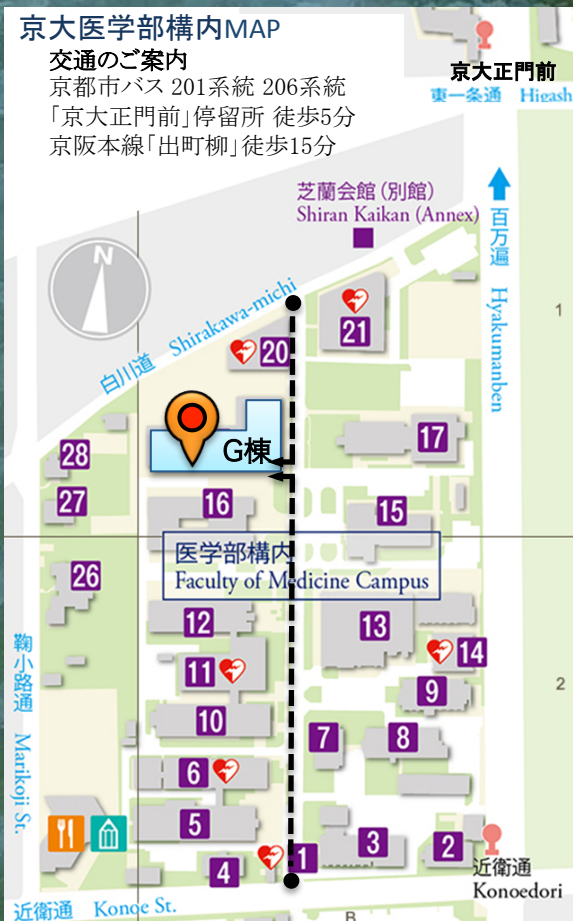 京大医学部構内MAP
交通のご案内
京都市バス 201系統 206系統
「京大正門前」停留所 徒歩5分
京阪本線「出町柳」徒歩15分
京大正門前
東一条通 Higash
芝蘭会館(別館)
Shiran Kaikan (Annex)
百万遍 Hyakumanben
N
白川道 Shirakawa-michi
1
21
20
G棟
17
28
27
16
15
医学部構内
Faculty of Medicine Campus
26
12
13
14
11
9
2
鞠小路通 Marikoji St.
10
7
8
6
5
4
1
3
2
近衛通
Konoedori
近衛通 Konoe St.
B